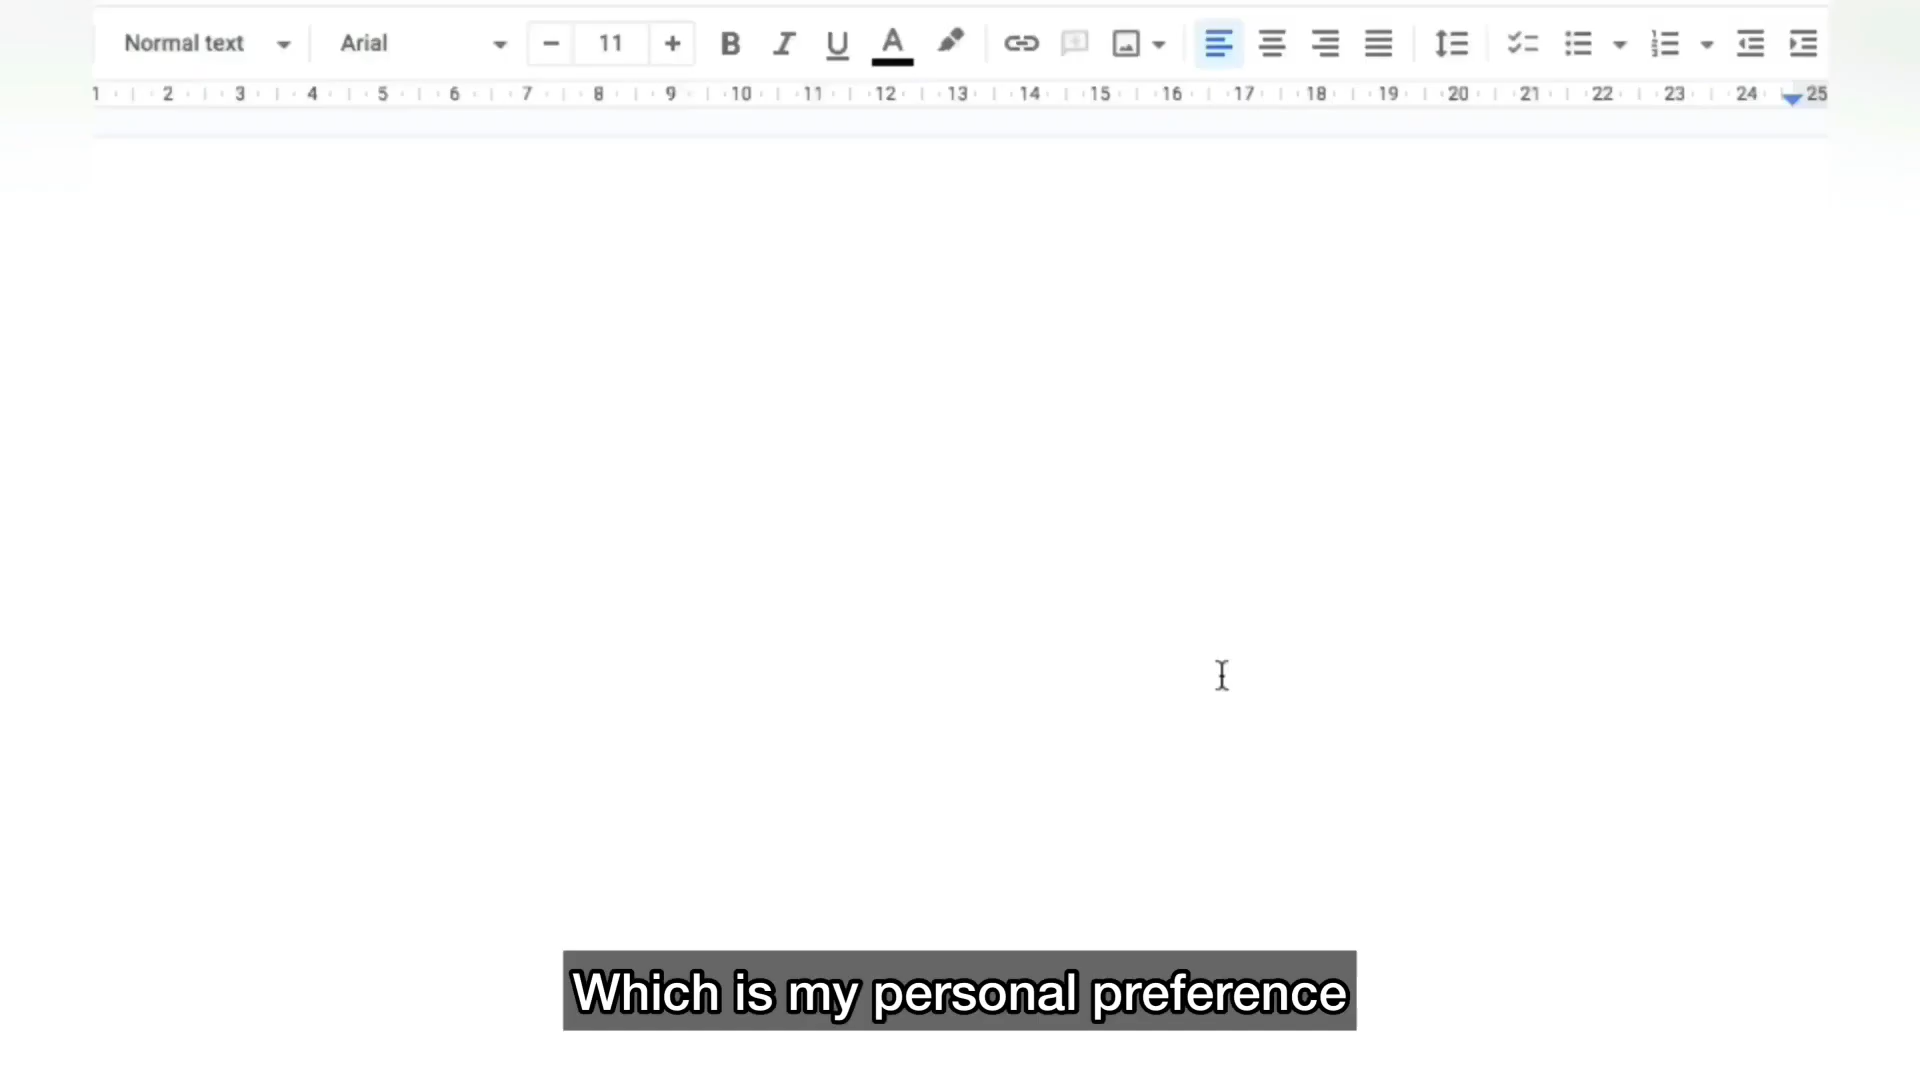 Normal text Arial − 11 + B I U A
1 2 3 4 5 6 7 8 9 10 11 12 13 14 15 16 17 18 19 20 21 22 23 24 25
Which is my personal preference